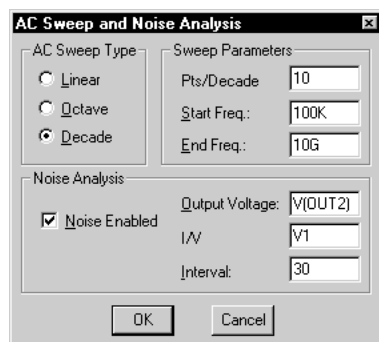 AC Sweep and Noise Analysis
AC Sweep Type
Linear
Octave
Decade
Sweep Parameters
Pts/Decade 10
Start Freq.: 100K
End Freq.: 10G
Noise Analysis
Noise Enabled
Output Voltage: V(OUT2)
I/V V1
Interval: 30
OK
Cancel